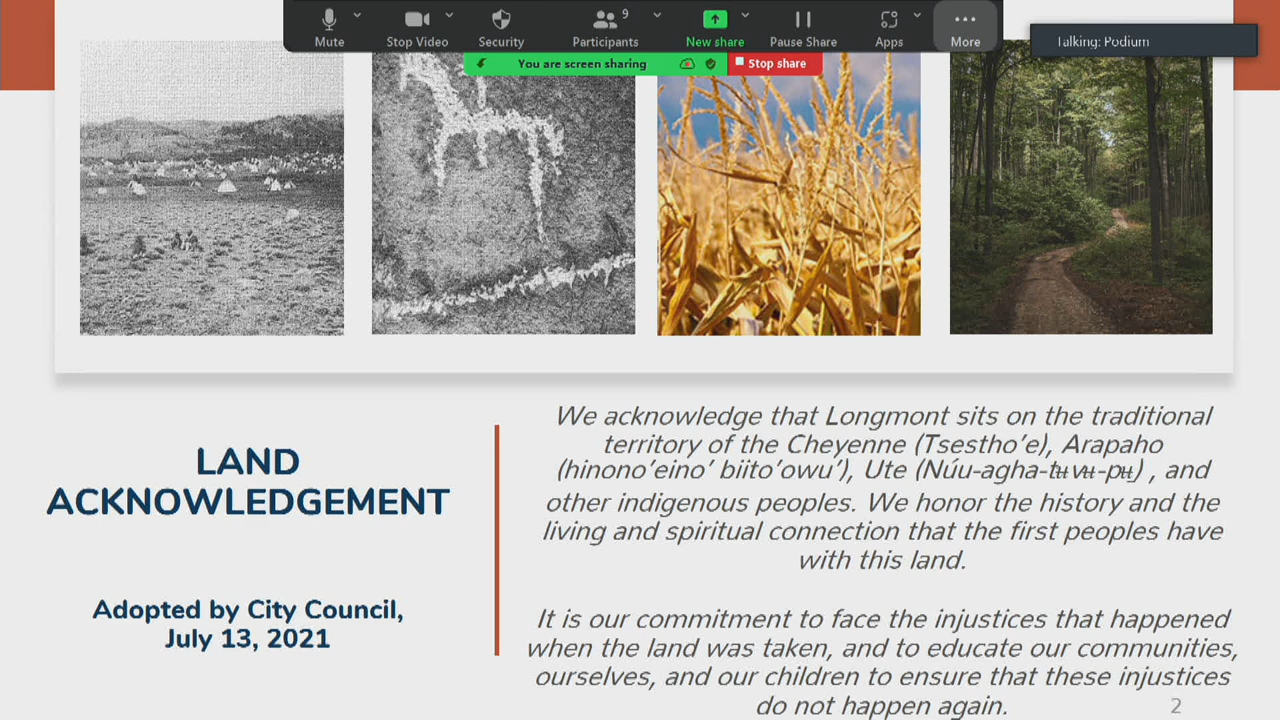 Mute
Stop Video
Security
9
Participants
New share
Pause Share
Apps
More
Talking: Podium
You are screen sharing
Stop share
LAND
ACKNOWLEDGEMENT
Adopted by City Council,
July 13, 2021
We acknowledge that Longmont sits on the traditional
territory of the Cheyenne (Tsestho’e), Arapaho
(hinono’eino’ biito’owu’), Ute (Núu-agha-tʉvʉ-pʉ̱) , and
other indigenous peoples. We honor the history and the
living and spiritual connection that the first peoples have
with this land.
It is our commitment to face the injustices that happened
when the land was taken, and to educate our communities,
ourselves, and our children to ensure that these injustices
do not happen again.
2